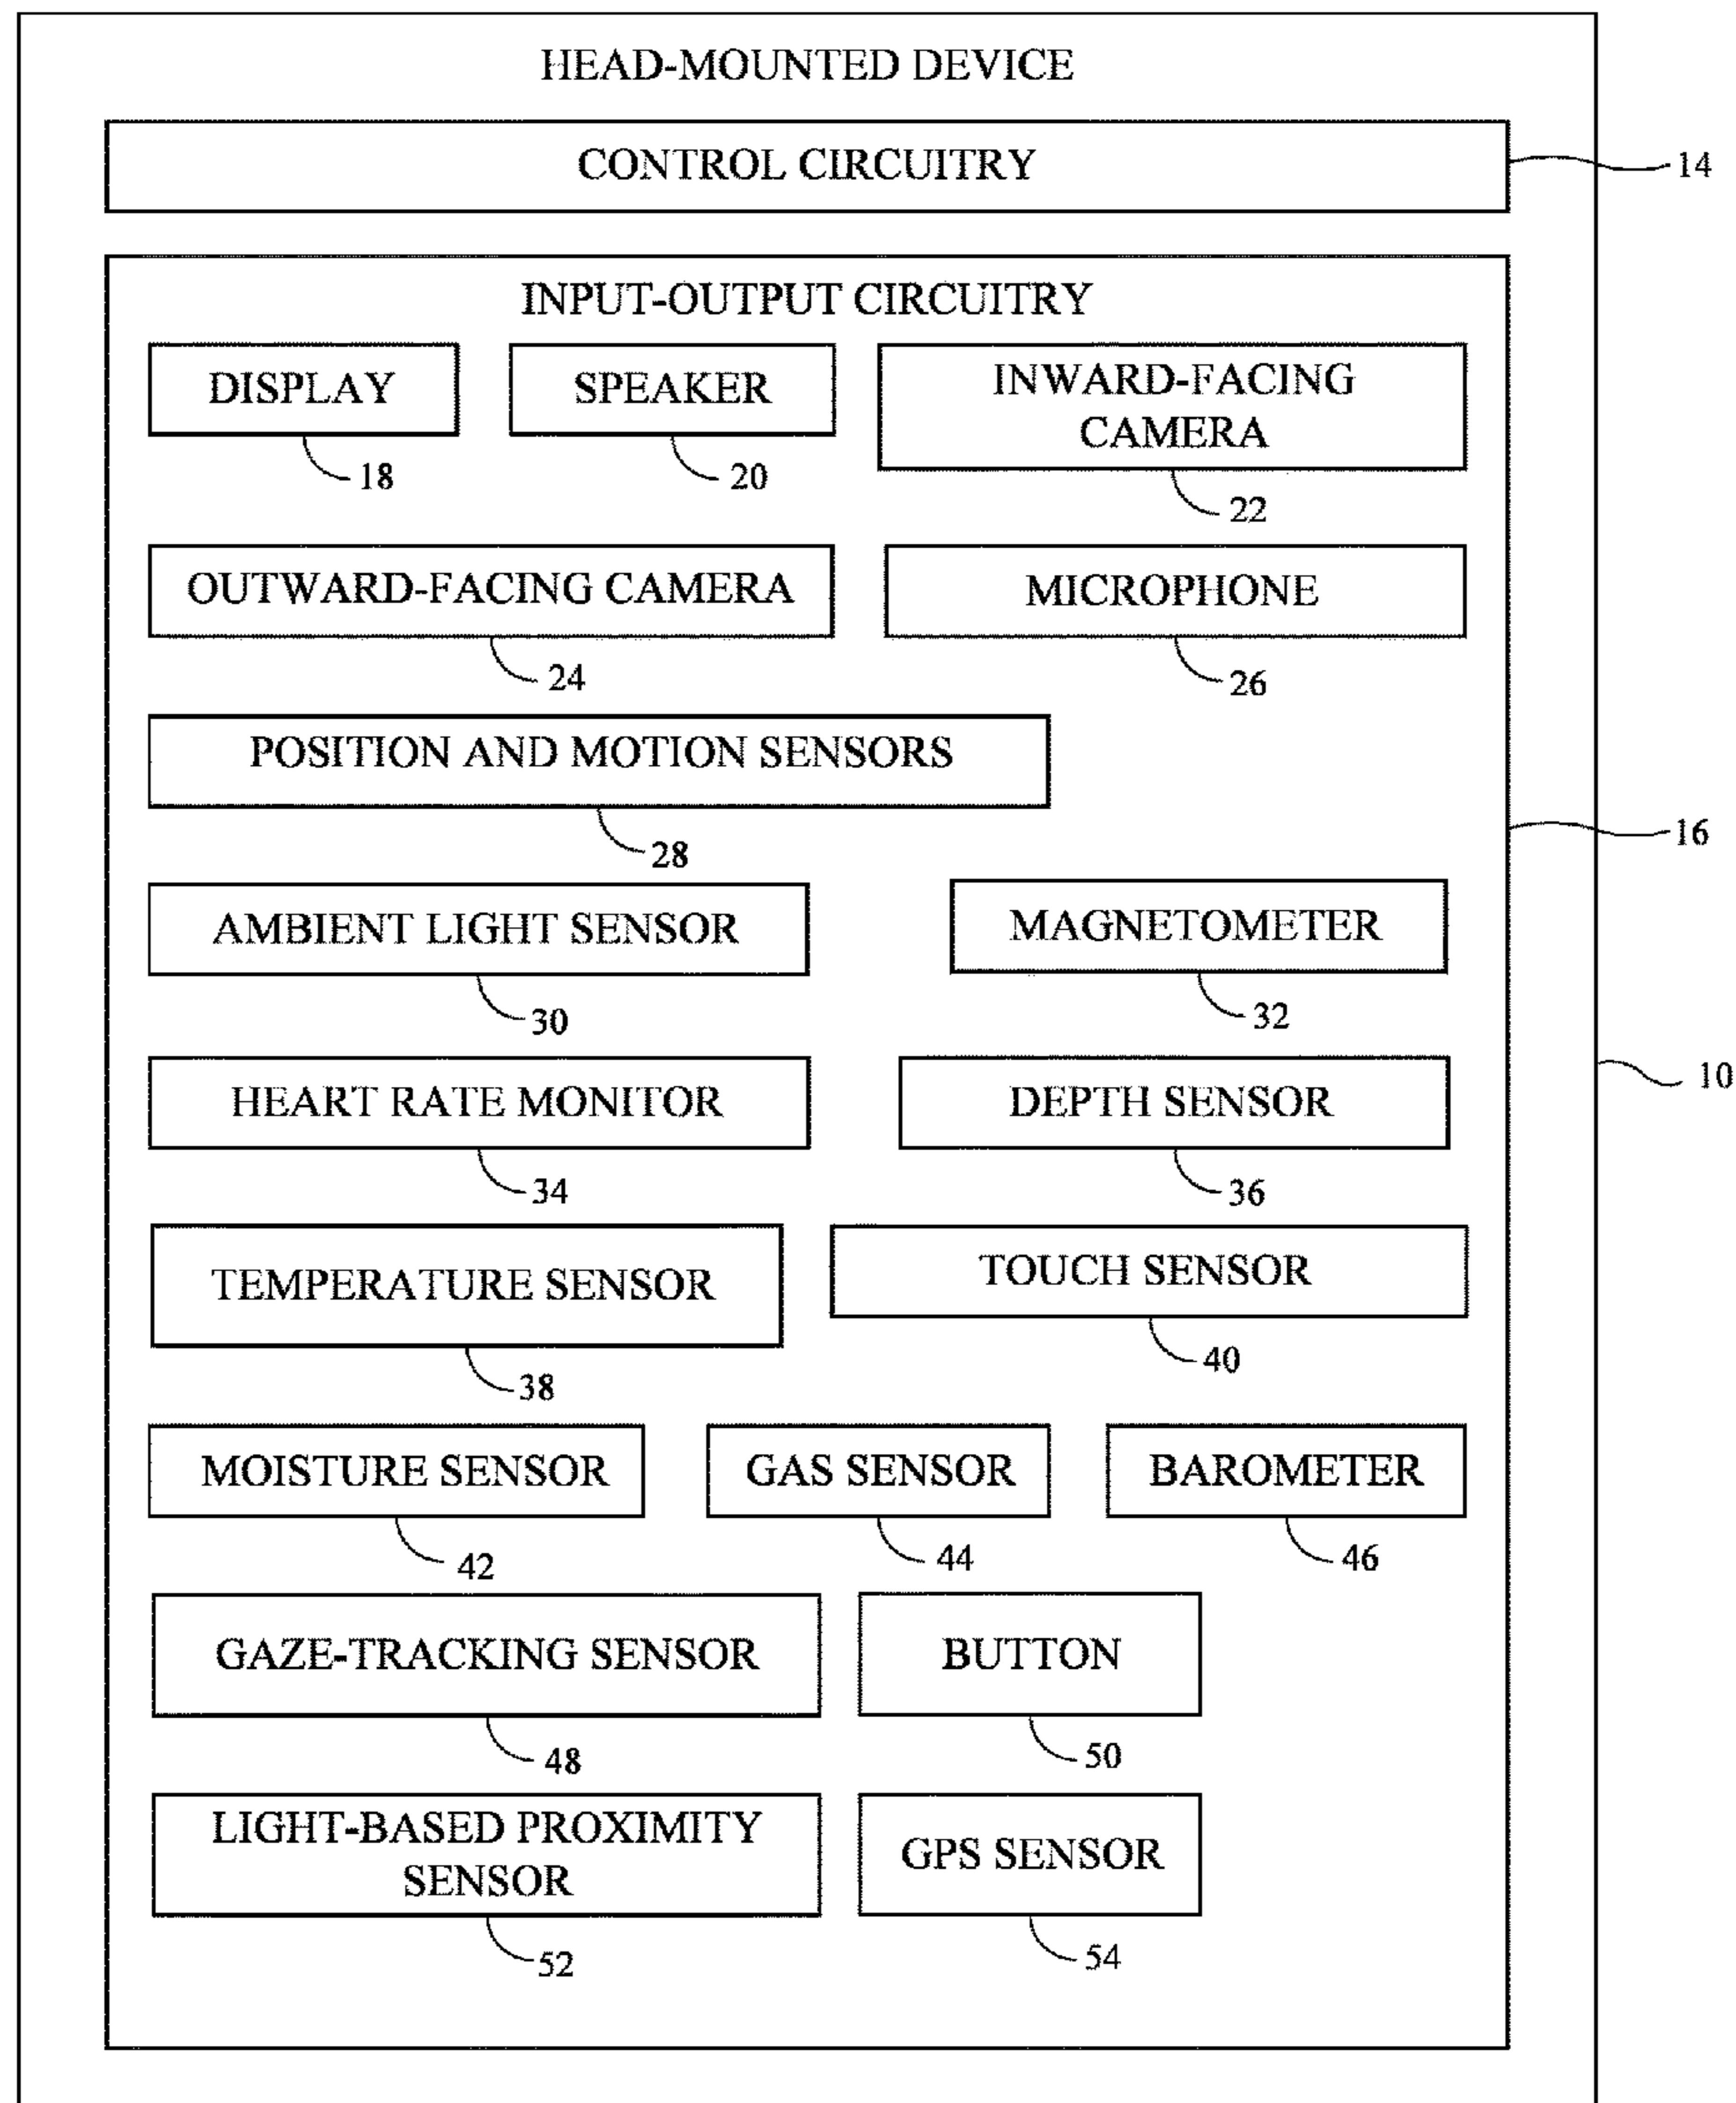 HEAD-MOUNTED DEVICE
CONTROL CIRCUITRY
14
INPUT-OUTPUT CIRCUITRY
DISPLAY
18
SPEAKER
20
INWARD-FACING
CAMERA
22
OUTWARD-FACING CAMERA
24
MICROPHONE
26
POSITION AND MOTION SENSORS
28
16
AMBIENT LIGHT SENSOR
30
MAGNETOMETER
32
10
HEART RATE MONITOR
34
DEPTH SENSOR
36
TEMPERATURE SENSOR
38
TOUCH SENSOR
40
MOISTURE SENSOR
42
GAS SENSOR
44
BAROMETER
46
GAZE-TRACKING SENSOR
48
BUTTON
50
LIGHT-BASED PROXIMITY
SENSOR
52
GPS SENSOR
54